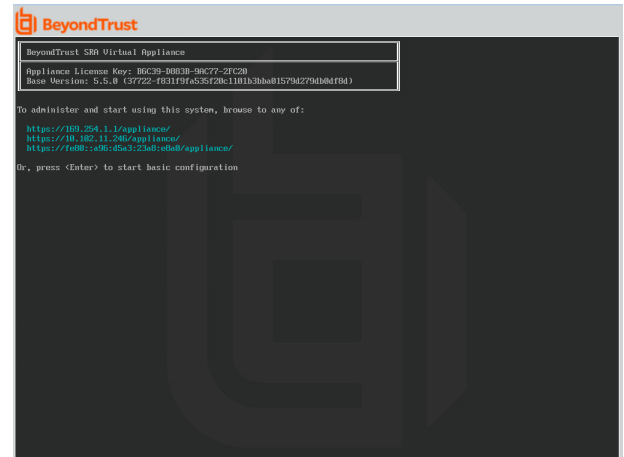 BeyondTrust
BeyondTrust SRA Virtual Appliance
Appliance License Key: B6C39-D883B-9AC77-2FC20
Base Version: 5.5.0 (37722-f831f9fa535f20c1101b3bba01579d279db0df8d)
To administer and start using this system, browse to any of:
https://169.254.1.1/appliance/
https://10.102.11.246/appliance/
https://fe80::a96:d5a3:23a8:e0a0/appliance/
Or, press <Enter> to start basic configuration